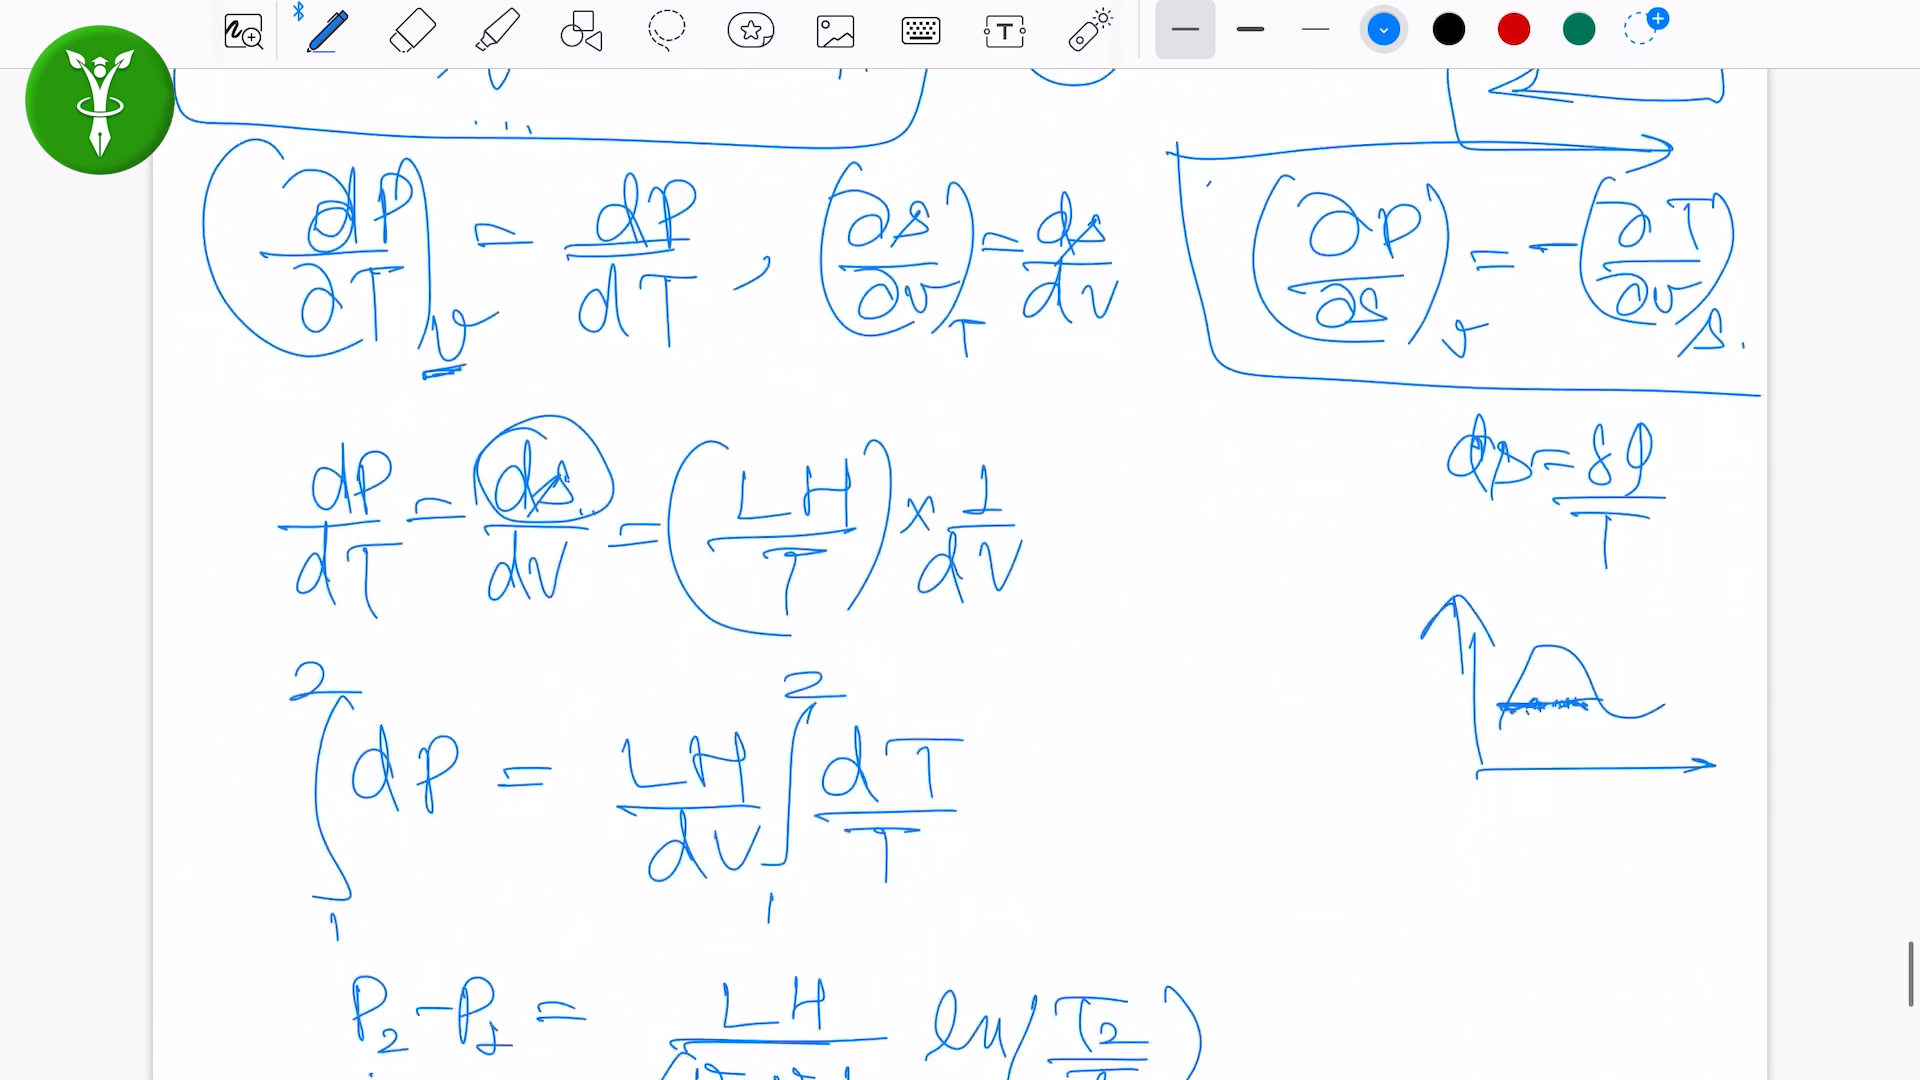 (∂P/∂T)_v = dP/dT , (∂s/∂v)_T = ds/dv
(∂P/∂s)_v = -(∂T/∂v)_s.
dP/dT = ds/dv = (LH/T) × 1/dv
ds = δQ/T
∫₁² dP = LH/dv ∫₁² dT/T
P₂ - P₁ = LH ln(T₂